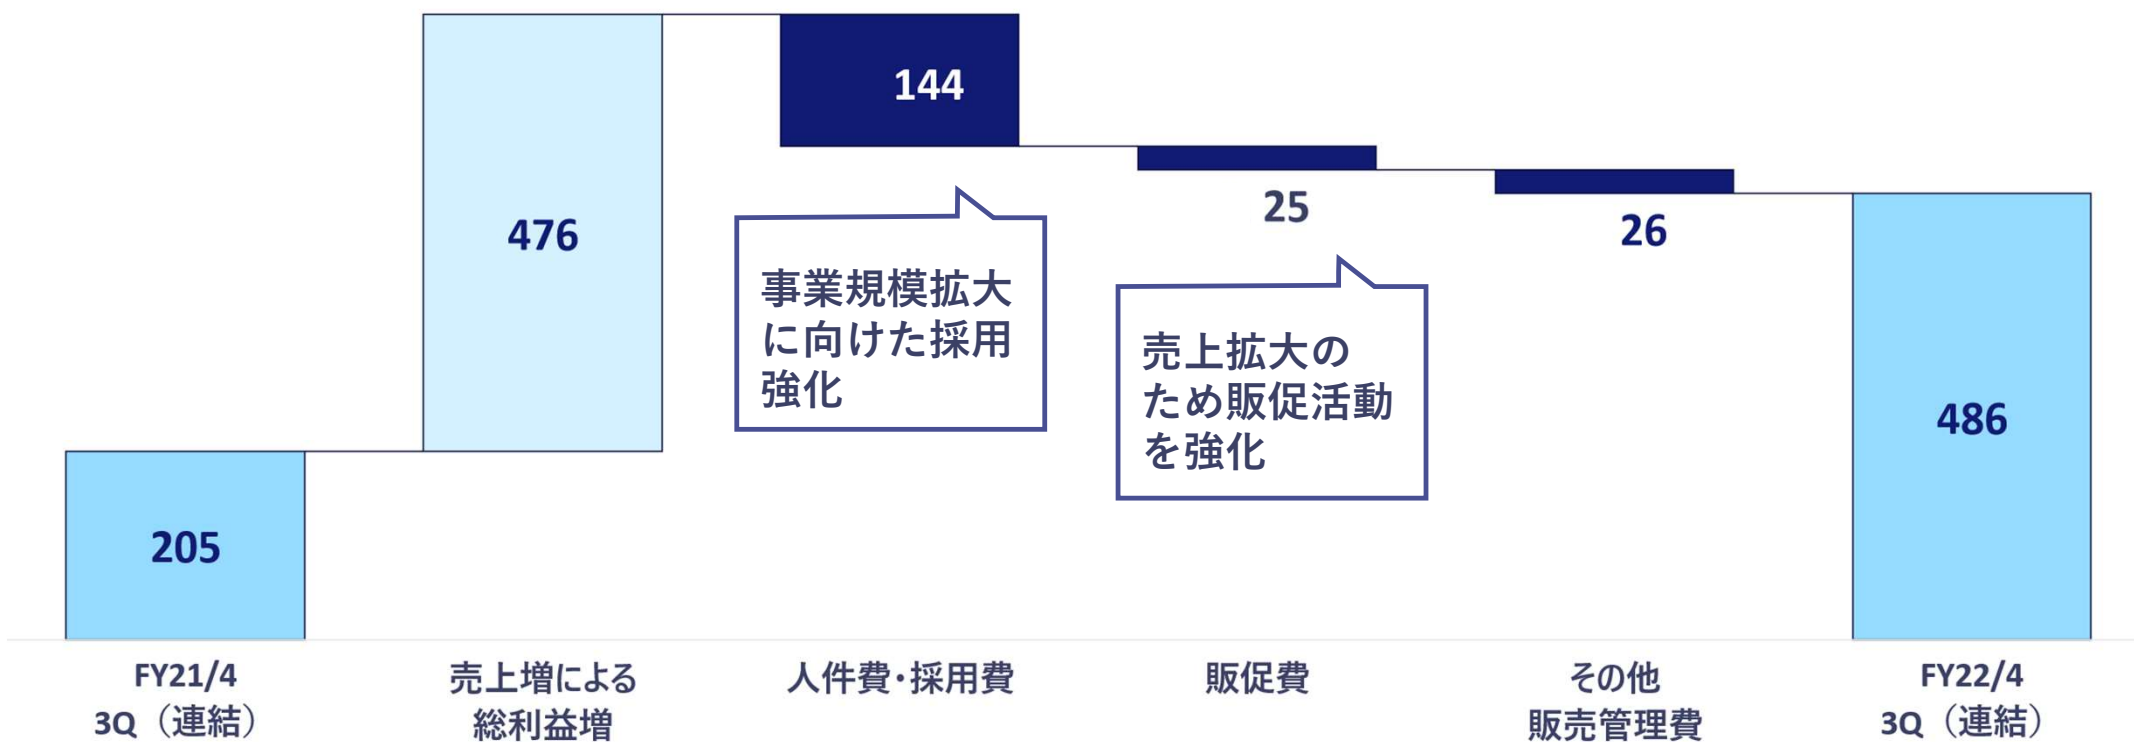 144
476
25
26
事業規模拡大
に向けた採用
強化
売上拡大の
ため販促活動
を強化
486
205
FY21/4
3Q（連結）
売上増による
総利益増
人件費・採用費
販促費
その他
販売管理費
FY22/4
3Q（連結）